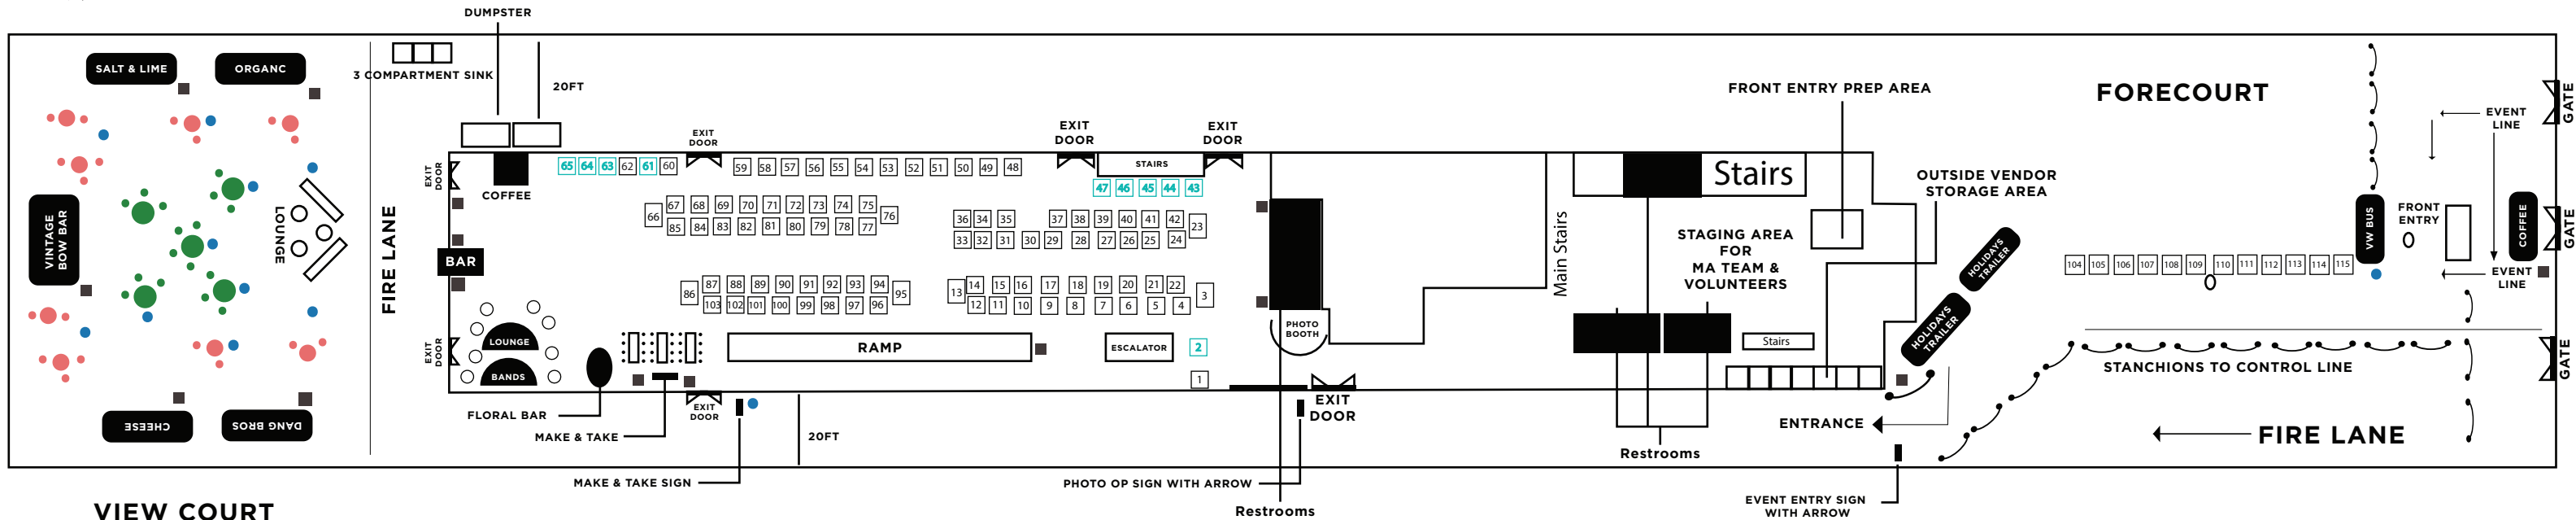 DUMPSTER
3 COMPARTMENT SINK
20FT
SALT & LIME
ORGANC
VINTAGE
BOW BAR
LOUNGE
CHEESE
DANG BROS
VIEW COURT
FIRE LANE
EXIT
DOOR
COFFEE
65 64 63 62 61 60
EXIT
DOOR
59 58 57 56 55 54 53 52 51 50 49 48
EXIT
DOOR
STAIRS
EXIT
DOOR
47 46 45 44 43
66
67 68 69 70 71 72 73 74 75
76
85 84 83 82 81 80 79 78 77
36 34 35 37 38 39 40 41 42
23
33 32 31 30 29 28 27 26 25 24
BAR
86
87 88 89 90 91 92 93 94
95
103 102 101 100 99 98 97 96
13
14 15 16 17 18 19 20 21 22
3
12 11 10 9 8 7 6 5 4
EXIT
DOOR
LOUNGE
BANDS
RAMP
ESCALATOR
2
1
PHOTO
BOOTH
FLORAL BAR
MAKE & TAKE
EXIT
DOOR
20FT
MAKE & TAKE SIGN
PHOTO OP SIGN WITH ARROW
EXIT
DOOR
Restrooms
Main Stairs
Stairs
FRONT ENTRY PREP AREA
OUTSIDE VENDOR
STORAGE AREA
STAGING AREA
FOR
MA TEAM &
VOLUNTEERS
Stairs
Restrooms
HOLIDAYS
TRAILER
HOLIDAYS
TRAILER
ENTRANCE
EVENT ENTRY SIGN
WITH ARROW
FORECOURT
104 105 106 107 108 109 110 111 112 113 114 115
VW BUS
FRONT
ENTRY
COFFEE
EVENT
LINE
EVENT
LINE
GATE
GATE
GATE
STANCHIONS TO CONTROL LINE
FIRE LANE